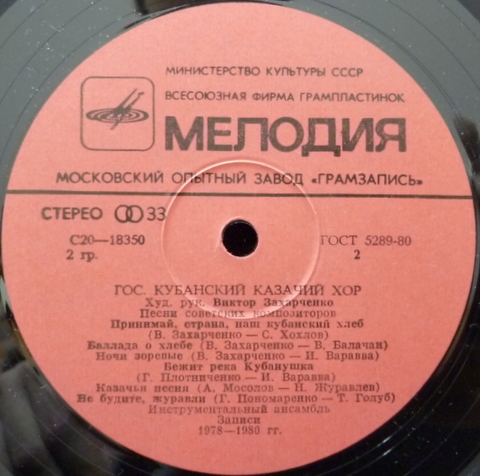 МИНИСТЕРСТВО КУЛЬТУРЫ СССР
ВСЕСОЮЗНАЯ ФИРМА ГРАМПЛАСТИНОК
МЕЛОДИЯ
МОСКОВСКИЙ ОПЫТНЫЙ ЗАВОД «ГРАМЗАПИСЬ»
СТЕРЕО 33
С20—18350 ГОСТ 5289-80
2 гр. 2
ГОС. КУБАНСКИЙ КАЗАЧИЙ ХОР
Худ. рук. Виктор Захарченко
Песни советских композиторов
Принимай, страна, наш кубанский хлеб
(В. Захарченко — С. Хохлов)
Баллада о хлебе (В. Захарченко — В. Балачан)
Ночи зоревые (В. Захарченко — И. Варавва)
Бежит река Кубанушка
(Г. Плотниченко — И. Варавва)
Казачья песня (А. Мосолов — Н. Журавлев)
Не будите, журавли (Г. Пономаренко — Т. Голуб)
Инструментальный ансамбль
Записи
1978—1980 гг.